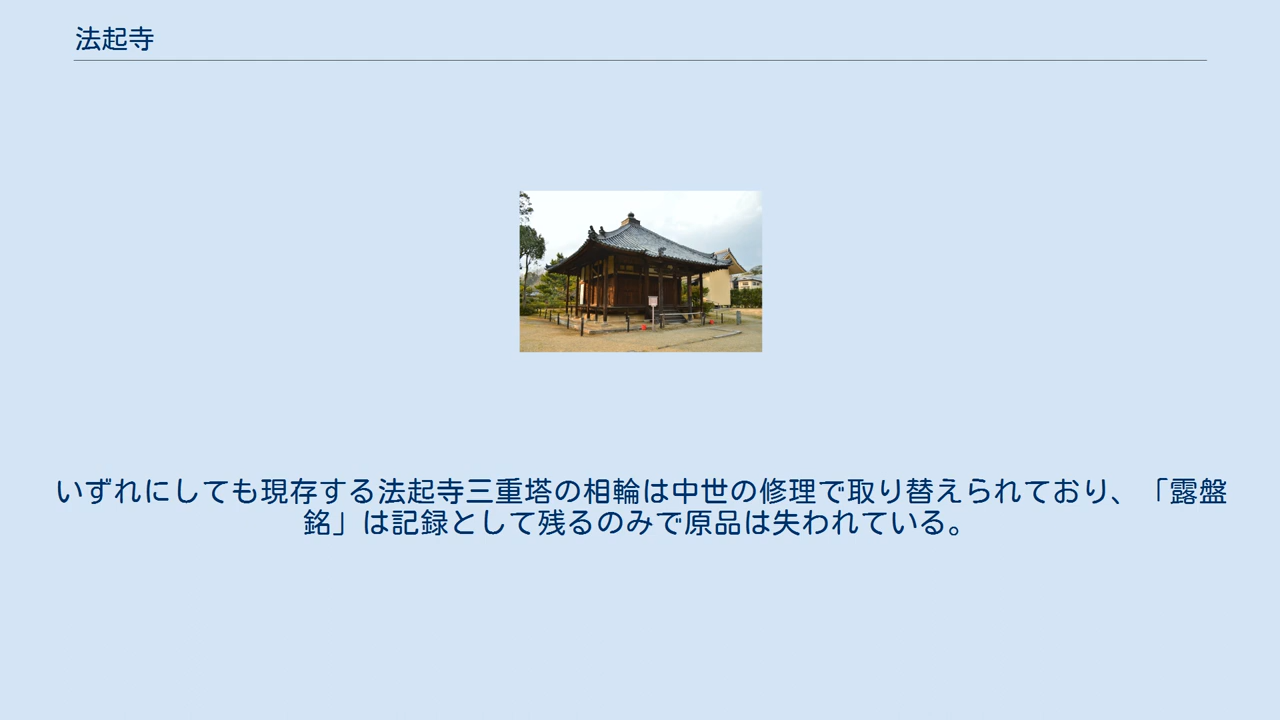 法起寺
いずれにしても現存する法起寺三重塔の相輪は中世の修理で取り替えられており、「露盤
銘」は記録として残るのみで原品は失われている。